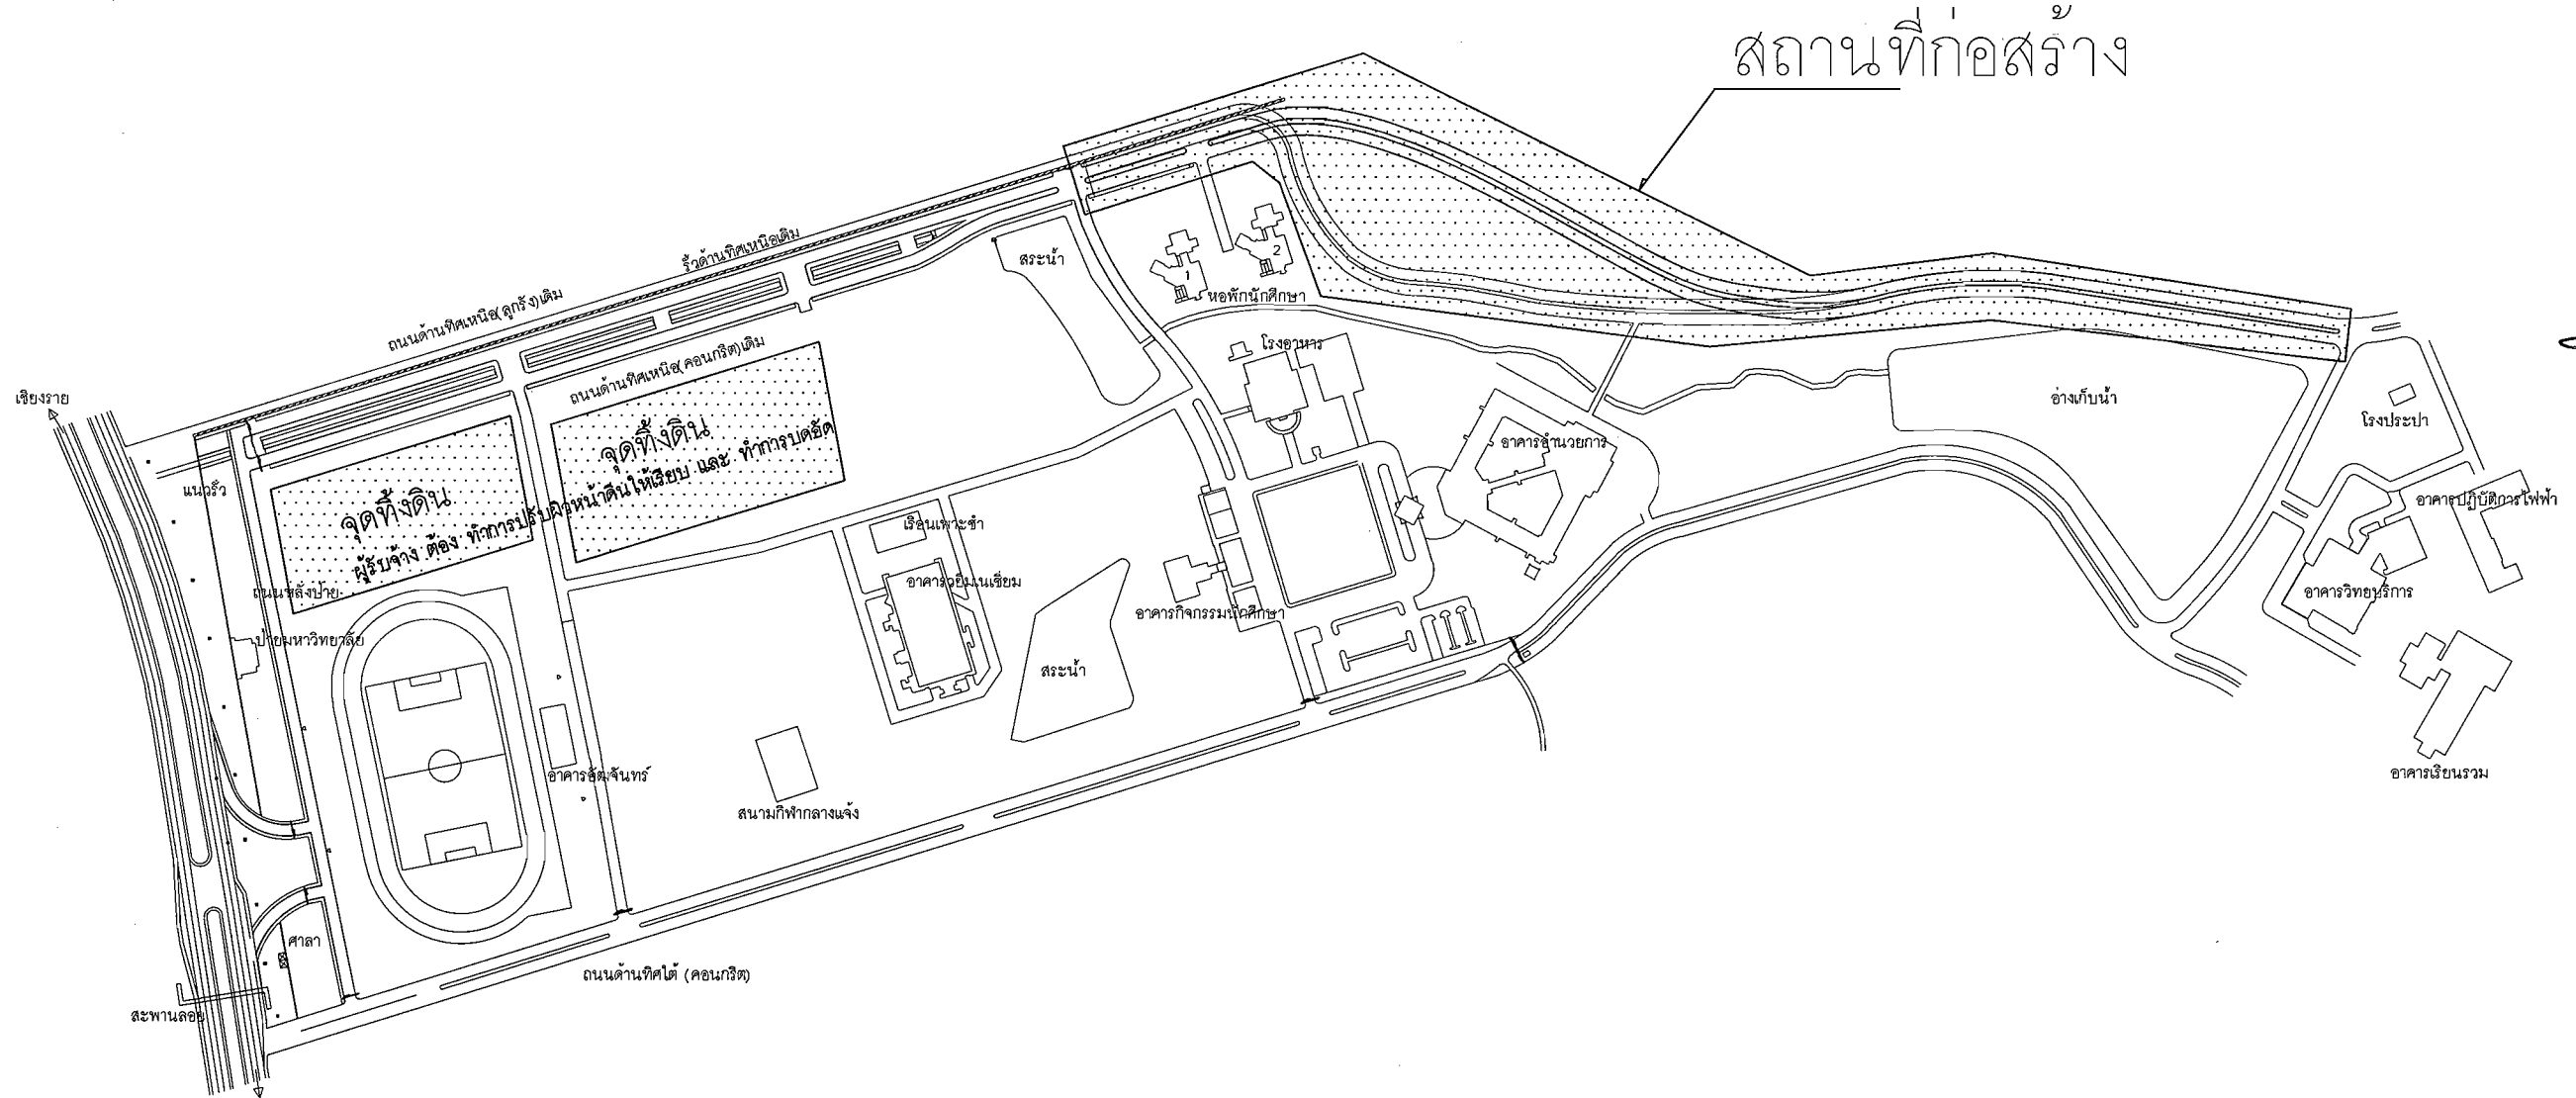 สถานที่ก่อสร้าง
รั้วด้านทิศเหนือเดิม
สระน้ำ
1
2
หอพักนักศึกษา
ถนนด้านทิศเหนือ(ลูกรัง)เดิม
โรงอาหาร
ถนนด้านทิศเหนือ(คอนกรีต)เดิม
เชียงราย
อ่างเก็บน้ำ
โรงประปา
จุดทิ้งดิน
อาคารอำนวยการ
แนวรั้ว
จุดทิ้งดิน
ผู้รับจ้าง ต้อง ทำการปรับผิวหน้าดินให้เรียบ และ ทำการบดอัด
อาคารปฏิบัติการไฟฟ้า
เรือนเพาะชำ
อาคารวิทยบริการ
ถนนหลังป้าย
อาคารกิจกรรมนักศึกษา
ป้ายมหาวิทยาลัย
สระน้ำ
อาคารเรียนรวม
อาคารอัฒจันทร์
สนามกีฬากลางแจ้ง
ศาลา
ถนนด้านทิศใต้ (คอนกรีต)
สะพานลอย